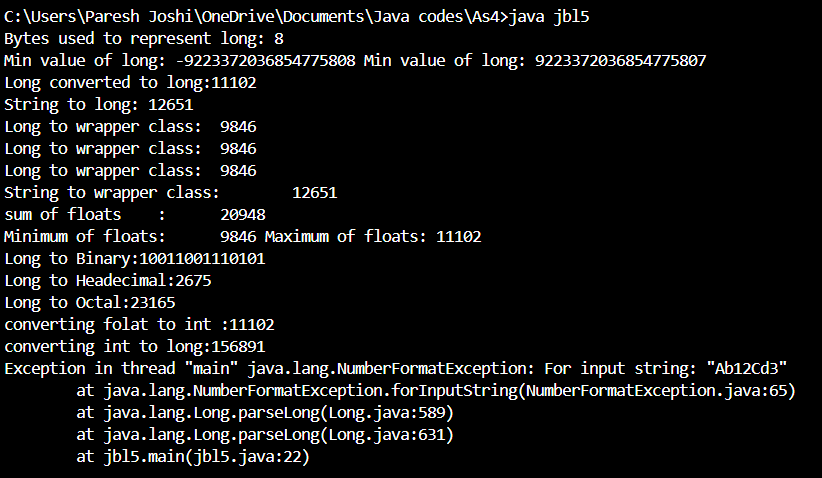 C:\Users\Paresh Joshi\OneDrive\Documents\Java codes\As4>java jbl5
Bytes used to represent long: 8
Min value of long: -9223372036854775808 Min value of long: 9223372036854775807
Long converted to long:11102
String to long: 12651
Long to wrapper class:  9846
Long to wrapper class:  9846
Long to wrapper class:  9846
String to wrapper class:        12651
sum of floats    :      20948
Minimum of floats:      9846 Maximum of floats: 11102
Long to Binary:10011001110101
Long to Headecimal:2675
Long to Octal:23165
converting folat to int :11102
converting int to long:156891
Exception in thread "main" java.lang.NumberFormatException: For input string: "Ab12Cd3"
        at java.lang.NumberFormatException.forInputString(NumberFormatException.java:65)
        at java.lang.Long.parseLong(Long.java:589)
        at java.lang.Long.parseLong(Long.java:631)
        at jbl5.main(jbl5.java:22)